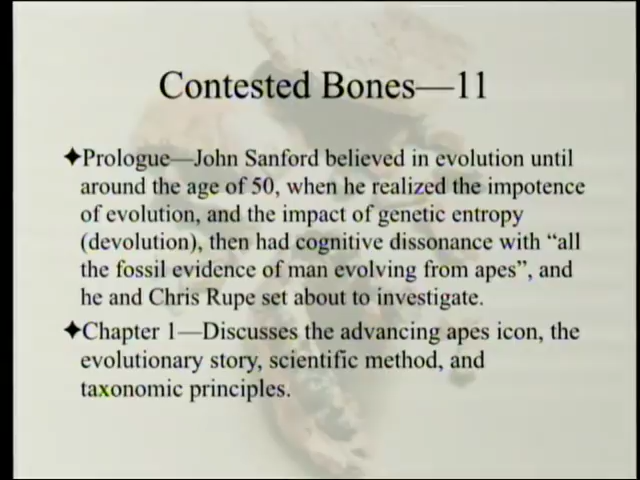 Contested Bones—11
✦Prologue—John Sanford believed in evolution until
around the age of 50, when he realized the impotence
of evolution, and the impact of genetic entropy
(devolution), then had cognitive dissonance with “all
the fossil evidence of man evolving from apes”, and
he and Chris Rupe set about to investigate.
✦Chapter 1—Discusses the advancing apes icon, the
evolutionary story, scientific method, and
taxonomic principles.